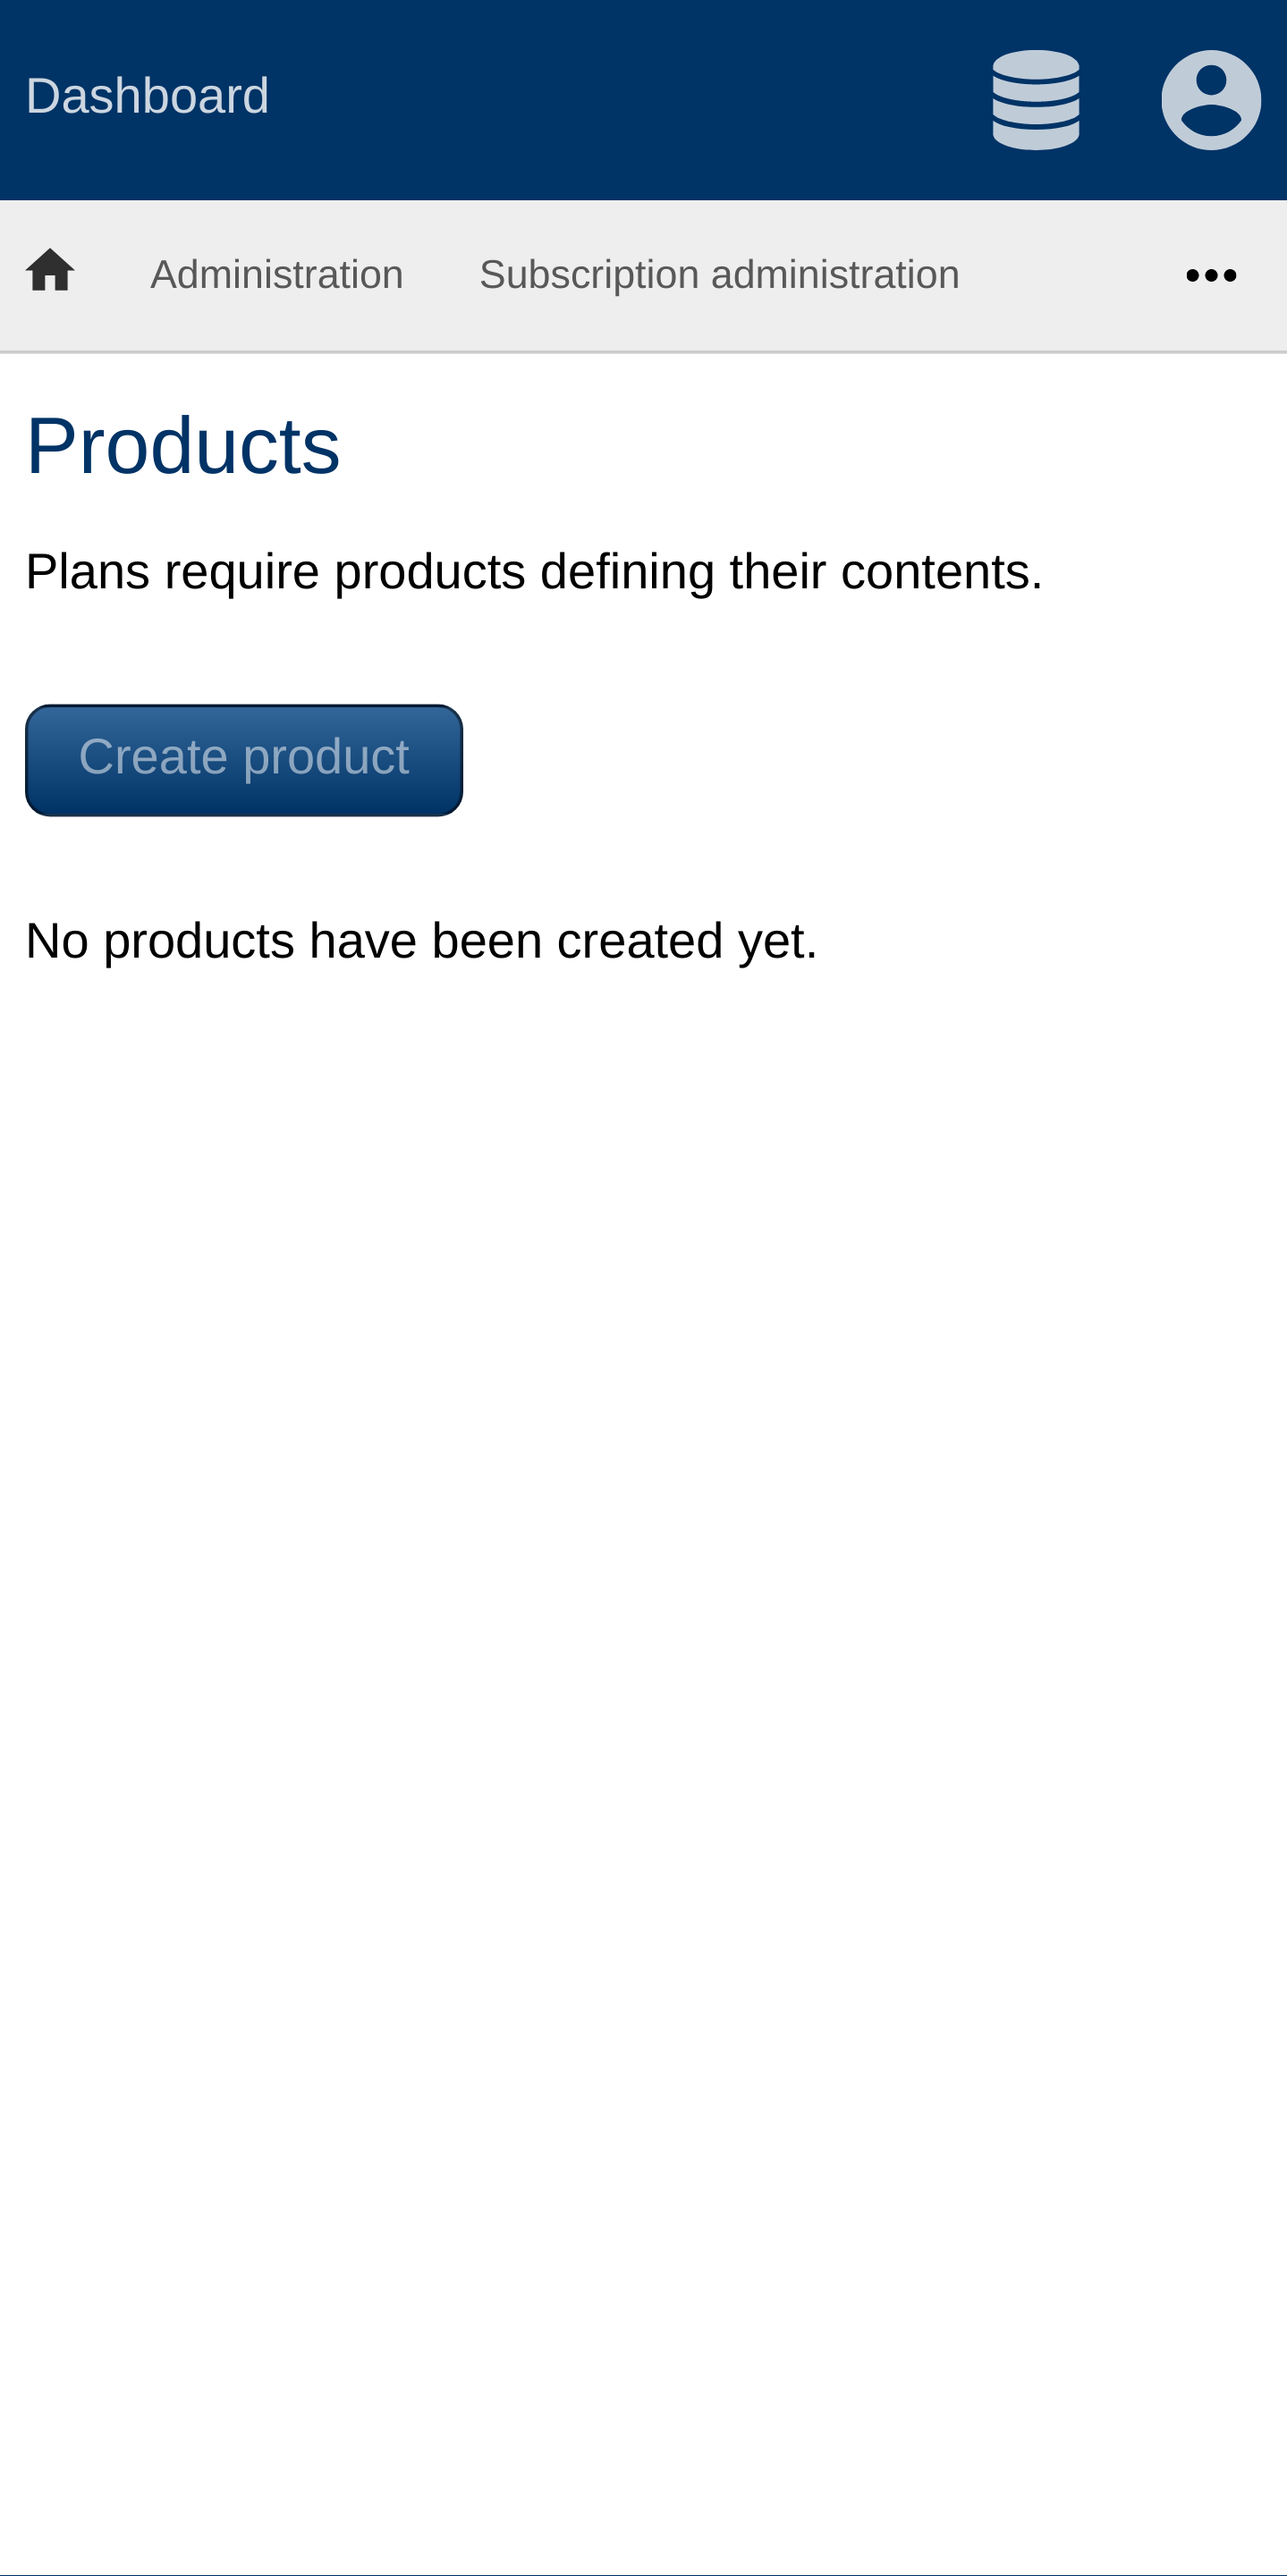 Dashboard
Administration Subscription administration
Products
Plans require products defining their contents.
Create product
No products have been created yet.